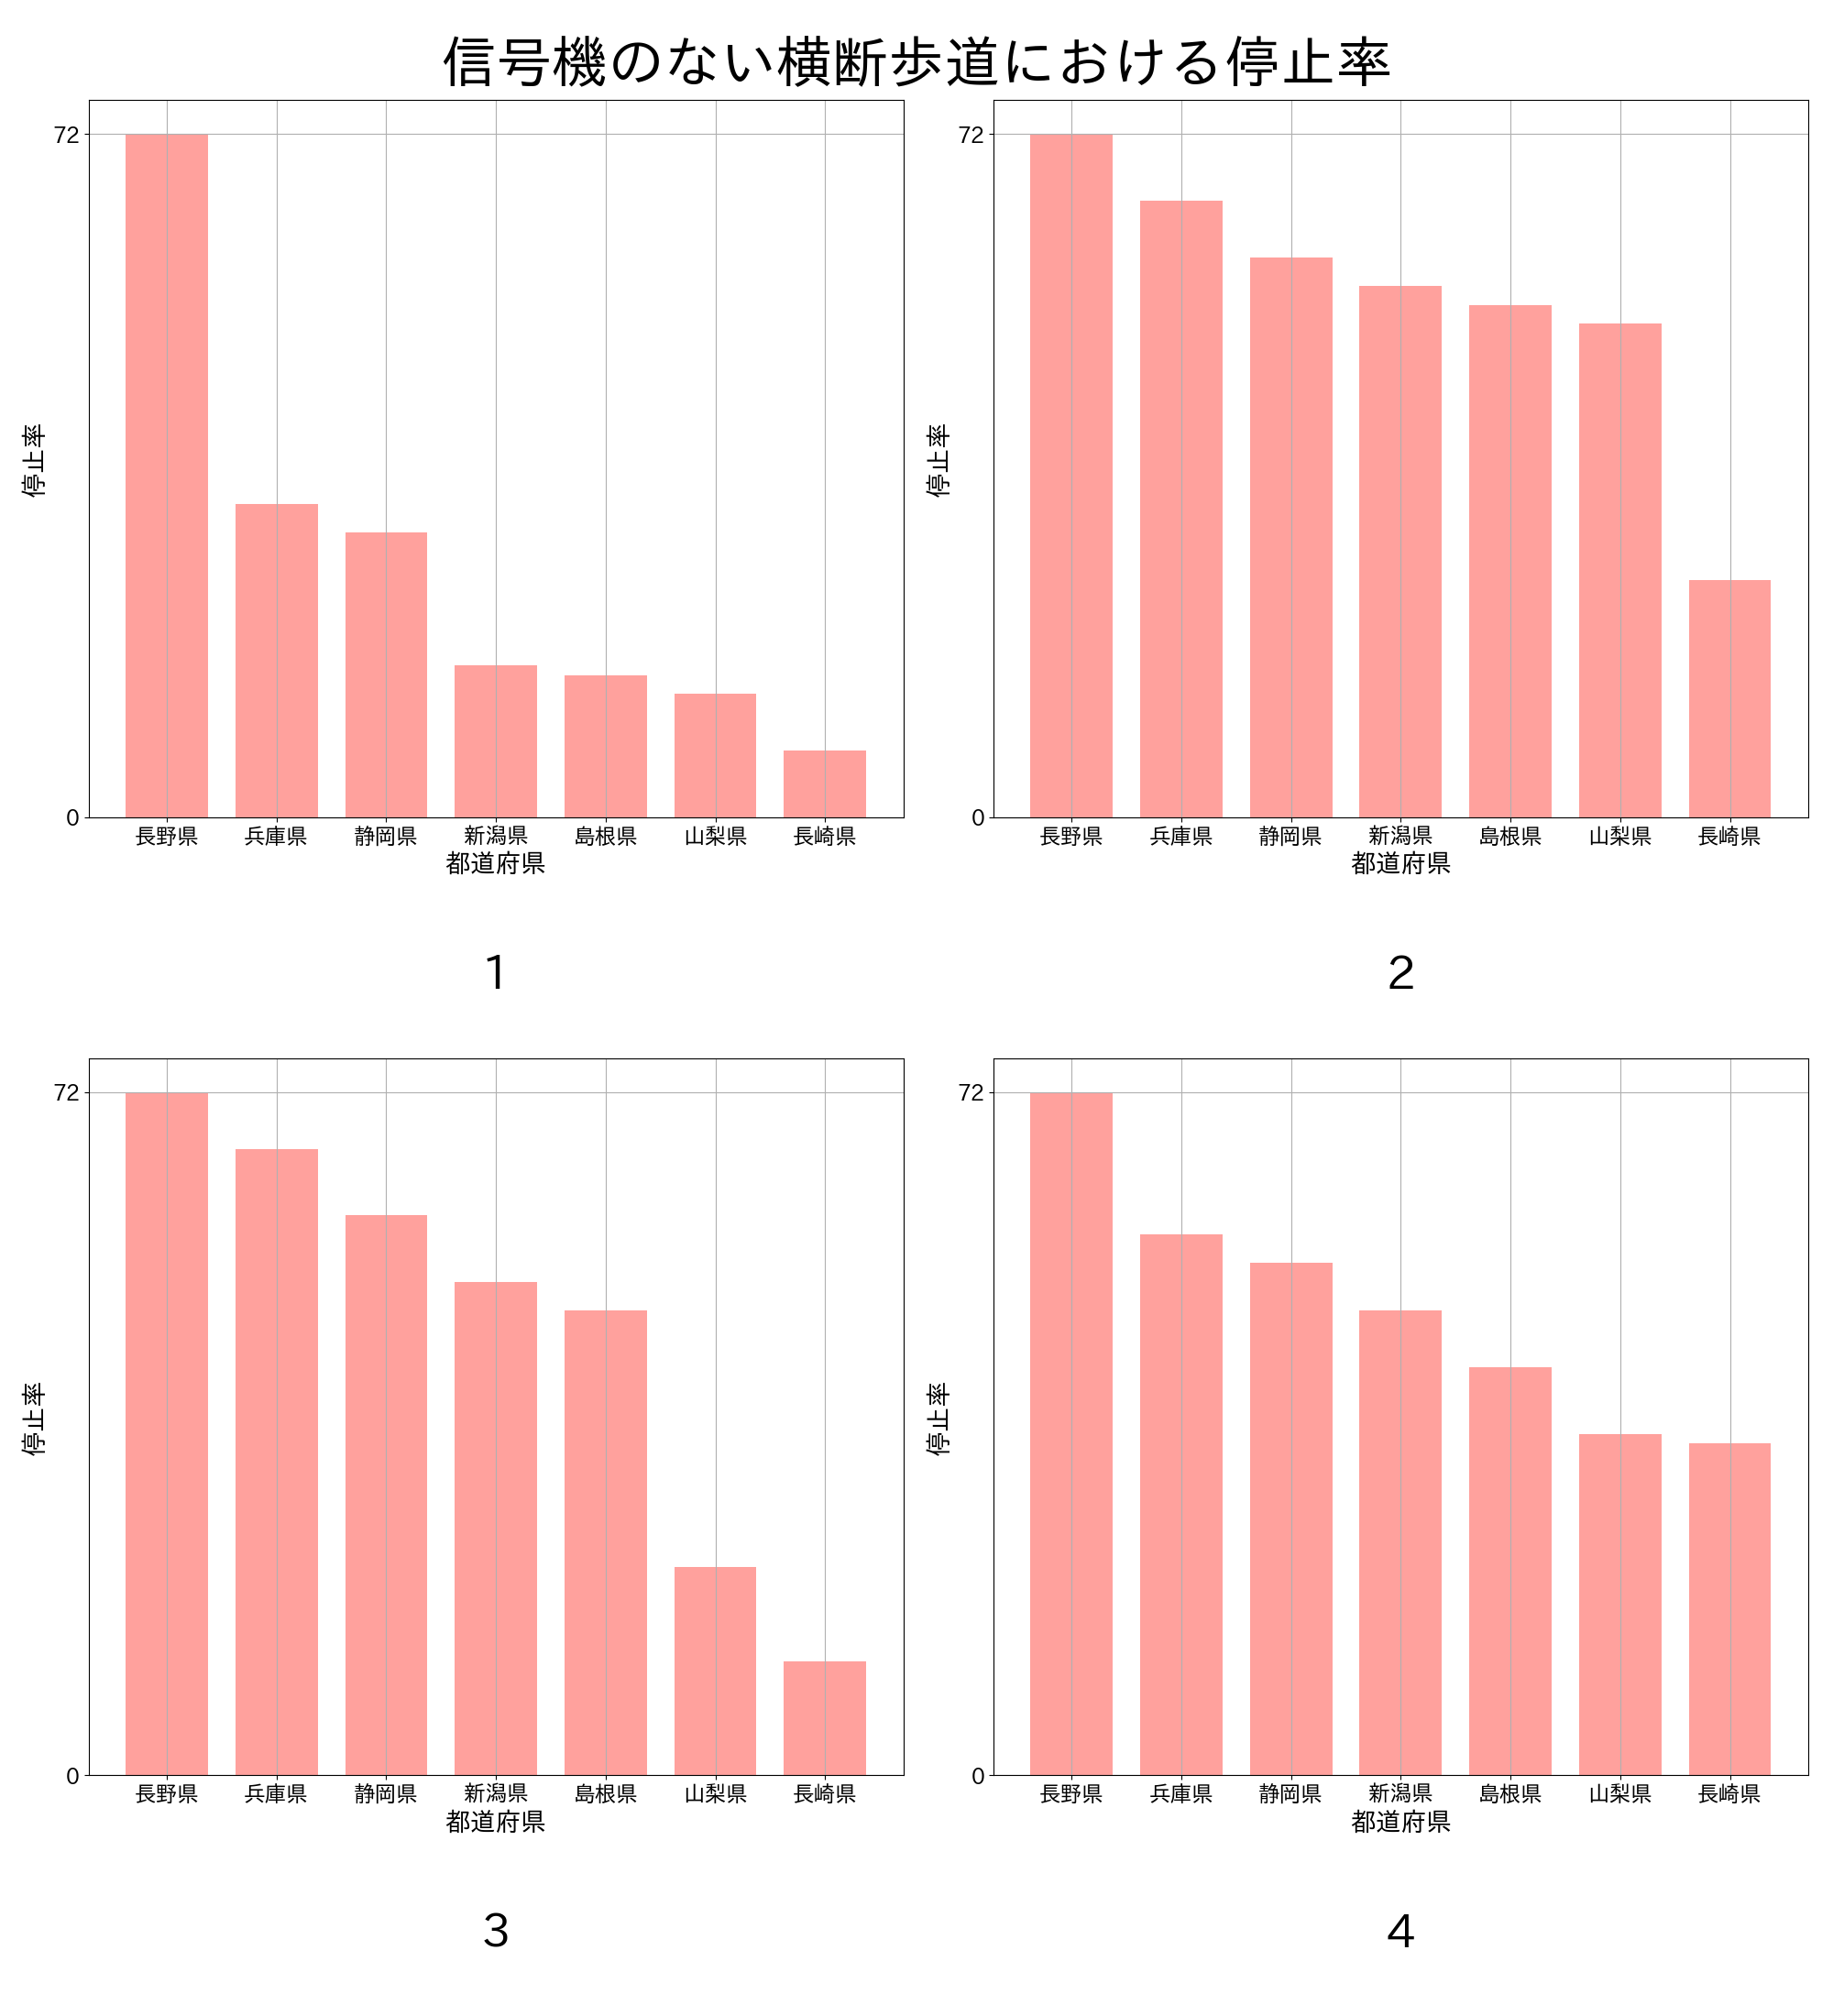 信号機のない横断歩道における停止率
72
0
停止率
長野県 兵庫県 静岡県 新潟県 島根県 山梨県 長崎県
都道府県
1
72
0
停止率
長野県 兵庫県 静岡県 新潟県 島根県 山梨県 長崎県
都道府県
2
72
0
停止率
長野県 兵庫県 静岡県 新潟県 島根県 山梨県 長崎県
都道府県
3
72
0
停止率
長野県 兵庫県 静岡県 新潟県 島根県 山梨県 長崎県
都道府県
4